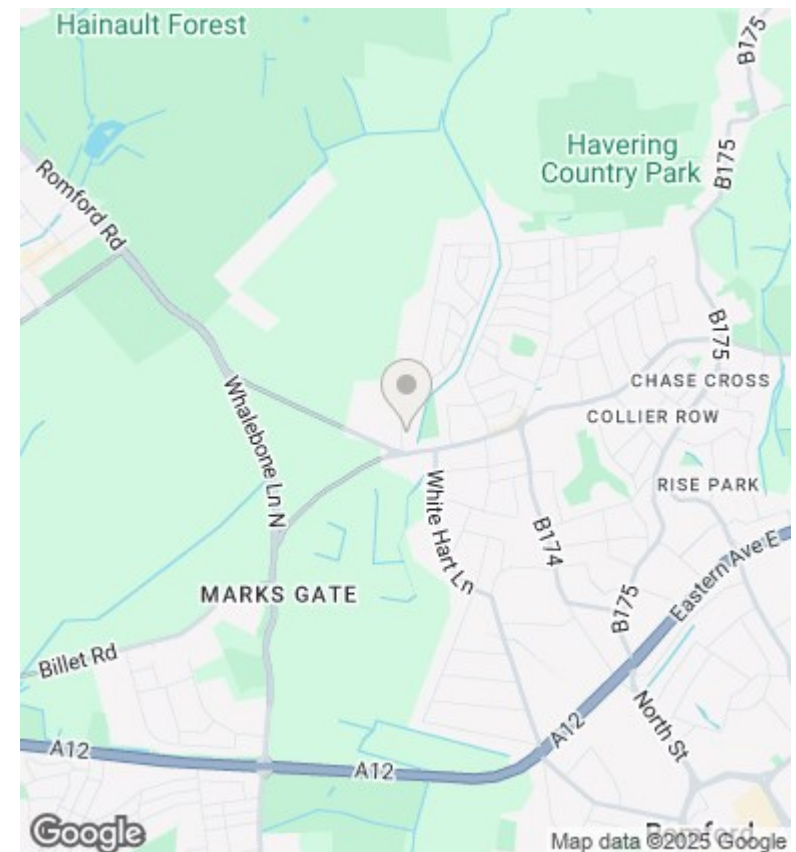 Hainault Forest
B175
Havering
Country Park
B175
Romford Rd
B175
CHASE CROSS
COLLIER ROW
Whalebone Ln N
White Hart Ln
RISE PARK
B174
Eastern Ave E
MARKS GATE
B175
Billet Rd
North St
A12
A12
A12
Romford
Google
Map data ©2025 Google